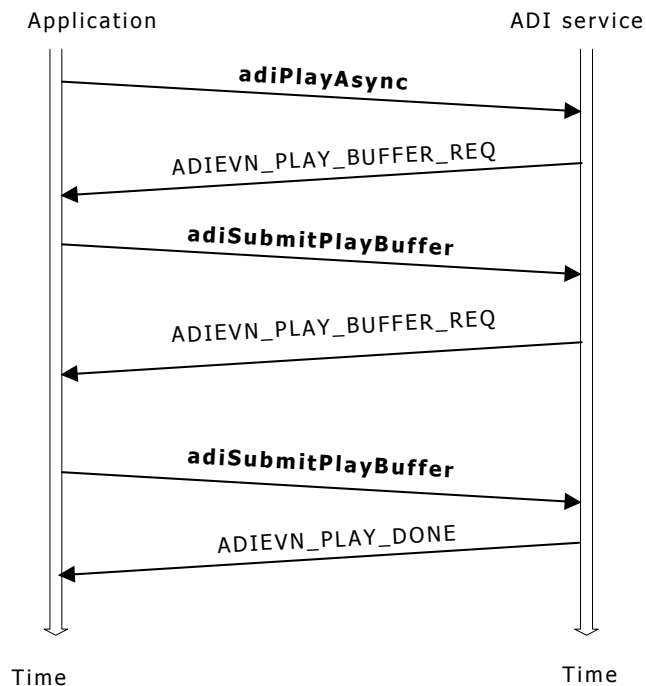 Application
ADI service
adiPlayAsync
ADIEVN_PLAY_BUFFER_REQ
adiSubmitPlayBuffer
ADIEVN_PLAY_BUFFER_REQ
adiSubmitPlayBuffer
ADIEVN_PLAY_DONE
Time
Time